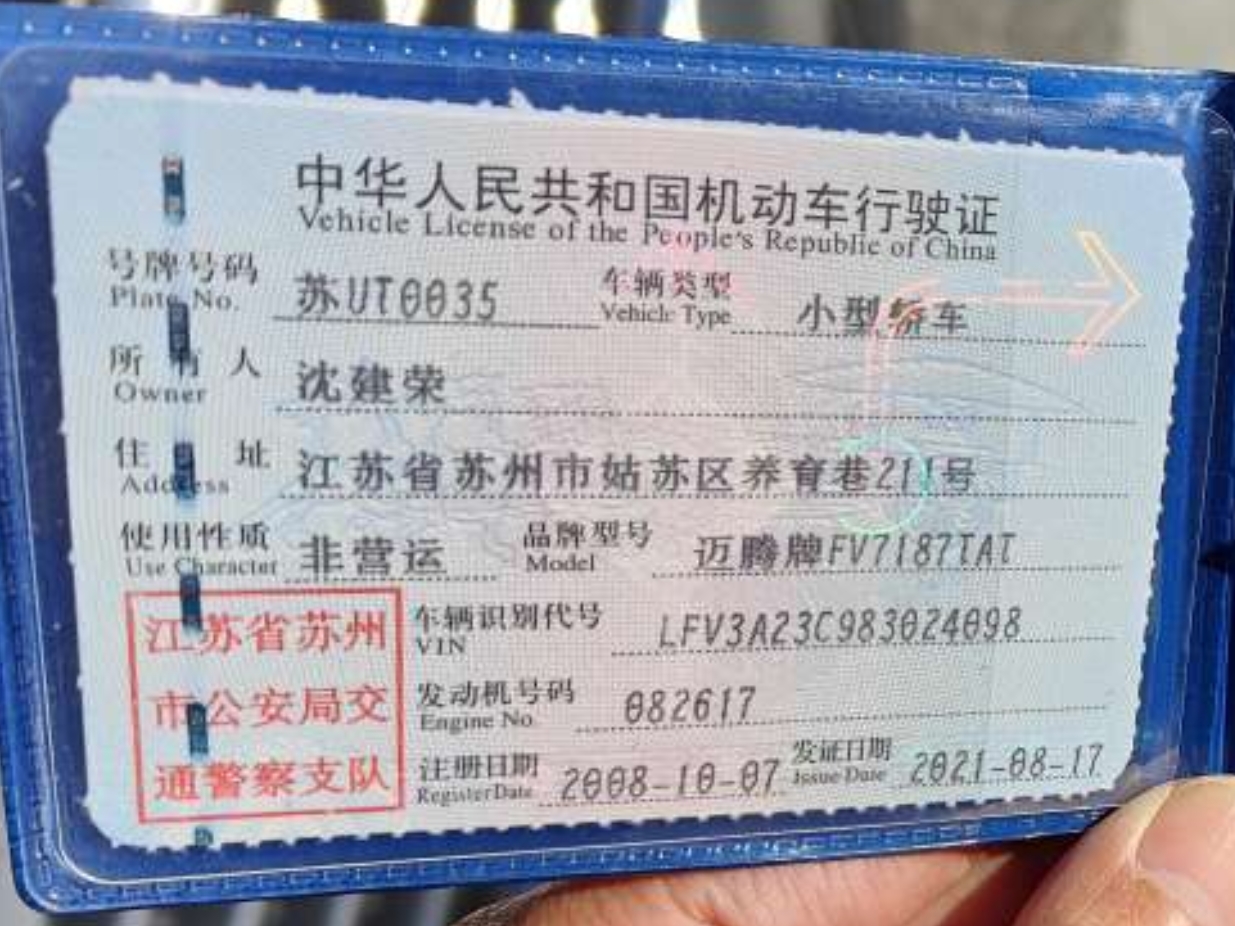 中华人民共和国机动车行驶证
Vehicle License of the People's Republic of China
号牌号码 苏UT0035 车辆类型 小型轿车
Plate No. Vehicle Type
所有人 沈建荣
Owner
住址 江苏省苏州市姑苏区养育巷211号
Address
使用性质 非营运 品牌型号 迈腾牌FV7187TAT
Use Character Model
江苏省苏州
市公安局交
通警察支队
车辆识别代号 LFV3A23C983024098
VIN
发动机号码 082617
Engine No.
注册日期 2008-10-07 发证日期 2021-08-17
Register Date Issue Date